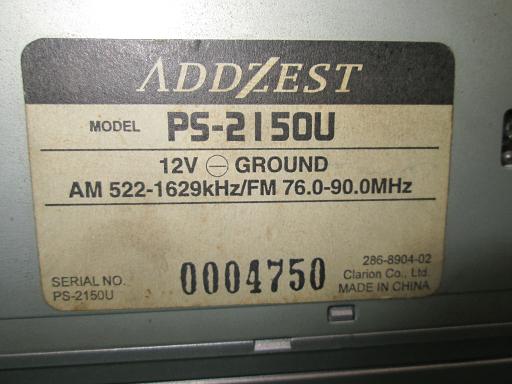 ADDZEST
MODEL PS-2150U
12V ⊖ GROUND
AM 522-1629kHz/FM 76.0-90.0MHz
SERIAL NO.
PS-2150U
0004750
286-8904-02
Clarion Co., Ltd.
MADE IN CHINA